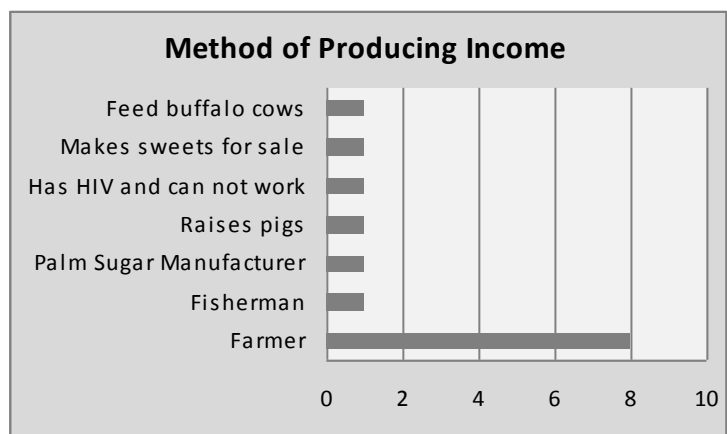 Method of Producing Income
Feed buffalo cows
Makes sweets for sale
Has HIV and can not work
Raises pigs
Palm Sugar Manufacturer
Fisherman
Farmer
0 2 4 6 8 10